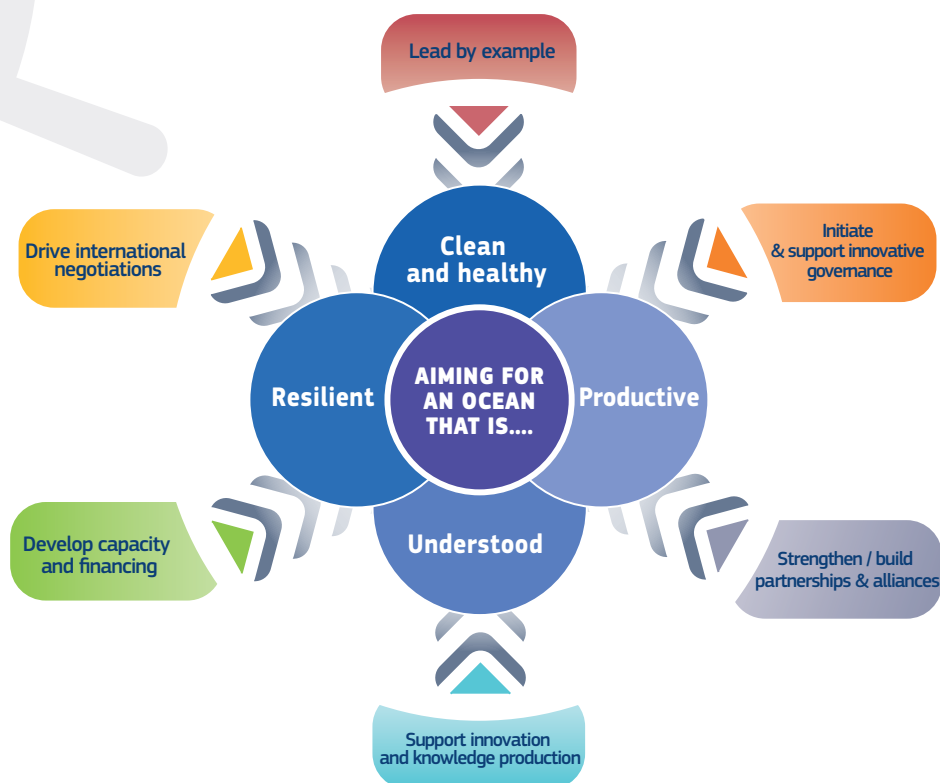 Lead by example
Drive international
negotiations
Initiate
& support innovative
governance
Clean
and healthy
Resilient
AIMING FOR
AN OCEAN
THAT IS....
Productive
Understood
Develop capacity
and financing
Strengthen / build
partnerships & alliances
Support innovation
and knowledge production